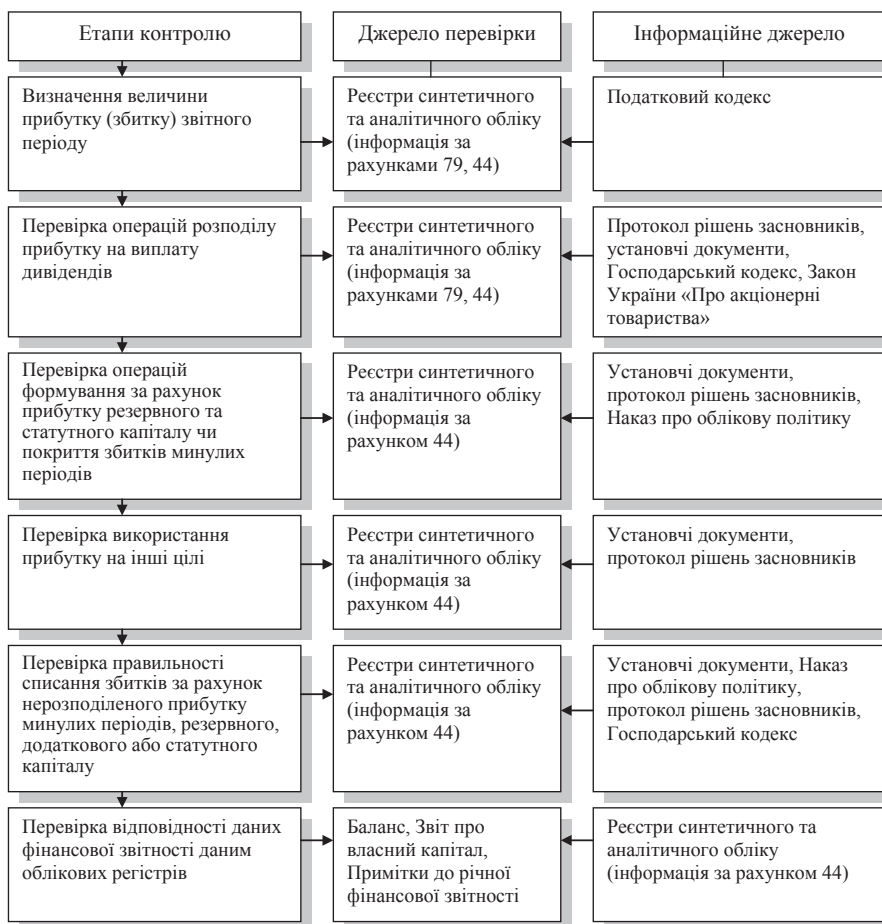 Етапи контролю
Джерело перевірки
Інформаційне джерело
Визначення величини
прибутку (збитку) звітного
періоду
Реєстри синтетичного
та аналітичного обліку
(інформація за
рахунками 79, 44)
Податковий кодекс
Перевірка операцій розподілу
прибутку на виплату
дивідендів
Реєстри синтетичного
та аналітичного обліку
(інформація за
рахунками 79, 44)
Протокол рішень засновників,
установчі документи,
Господарський кодекс, Закон
України «Про акціонерні
товариства»
Перевірка операцій
формування за рахунок
прибутку резервного та
статутного капіталу чи
покриття збитків минулих
періодів
Реєстри синтетичного
та аналітичного обліку
(інформація за
рахунком 44)
Установчі документи,
протокол рішень засновників,
Наказ про облікову політику
Перевірка використання
прибутку на інші цілі
Реєстри синтетичного
та аналітичного обліку
(інформація за
рахунком 44)
Установчі документи,
протокол рішень засновників
Перевірка правильності
списання збитків за рахунок
нерозподіленого прибутку
минулих періодів, резервного,
додаткового або статутного
капіталу
Реєстри синтетичного
та аналітичного обліку
(інформація за
рахунком 44)
Установчі документи, Наказ
про облікову політику,
протокол рішень засновників,
Господарський кодекс
Перевірка відповідності даних
фінансової звітності даним
облікових регістрів
Баланс, Звіт про
власний капітал,
Примітки до річної
фінансової звітності
Реєстри синтетичного та
аналітичного обліку
(інформація за рахунком 44)